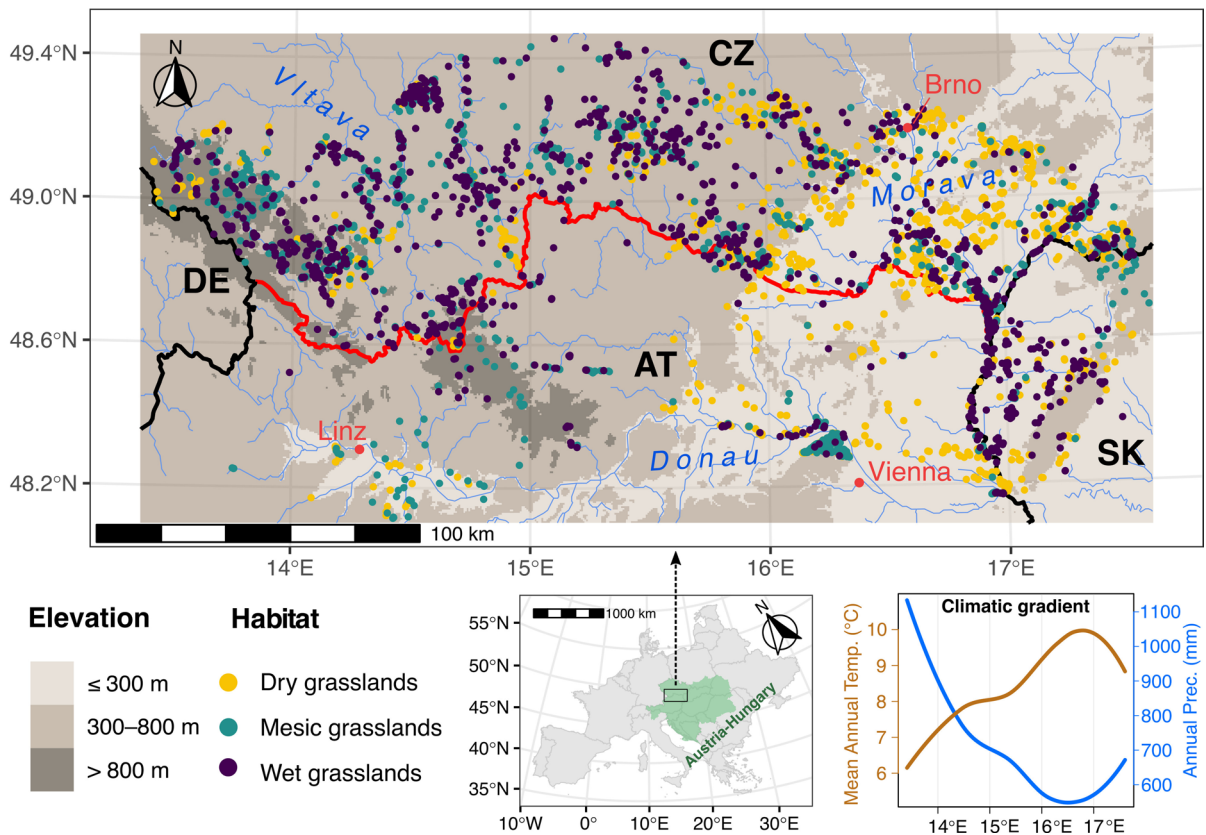 49.4°N
49.0°N
48.6°N
48.2°N
N
Vltava
CZ
Brno
Morava
DE
AT
Linz
Donau
Vienna
SK
100 km
14°E
15°E
16°E
17°E
Elevation
≤ 300 m
300–800 m
> 800 m
Habitat
Dry grasslands
Mesic grasslands
Wet grasslands
1000 km
N
55°N
50°N
45°N
40°N
35°N
Austria-Hungary
10°W
0°
10°E
20°E
30°E
Climatic gradient
Mean Annual Temp. (°C)
10
9
8
7
6
Annual Prec. (mm)
1100
1000
900
800
700
600
14°E
15°E
16°E
17°E